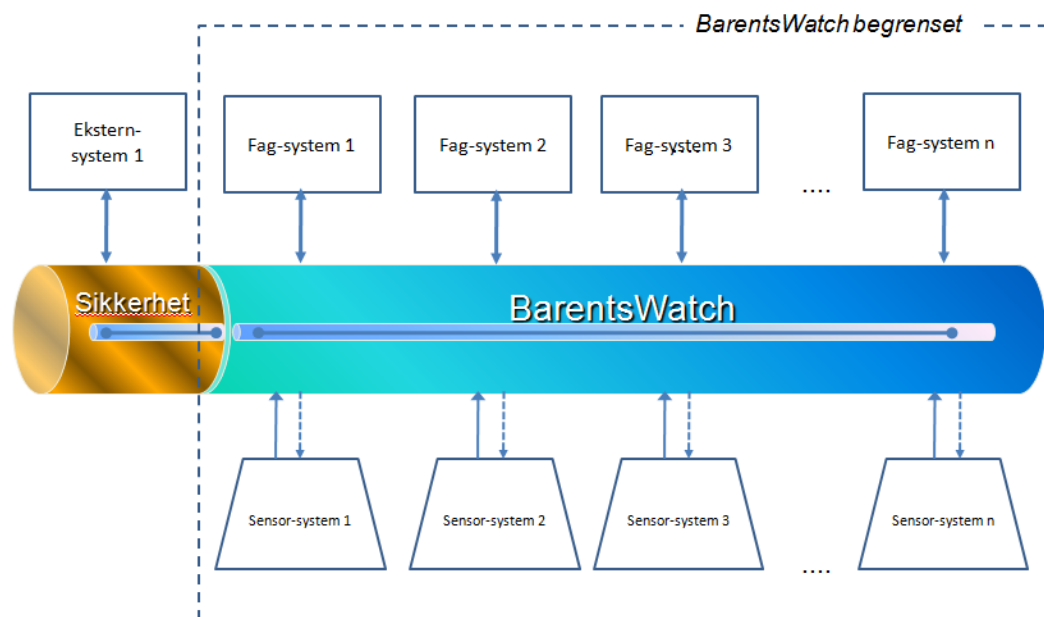 BarentsWatch begrenset
Ekstern-
system 1
Fag-system 1
Fag-system 2
Fag-system 3
....
Fag-system n
Sikkerhet
BarentsWatch
Sensor-system 1
Sensor-system 2
Sensor-system 3
....
Sensor-system n